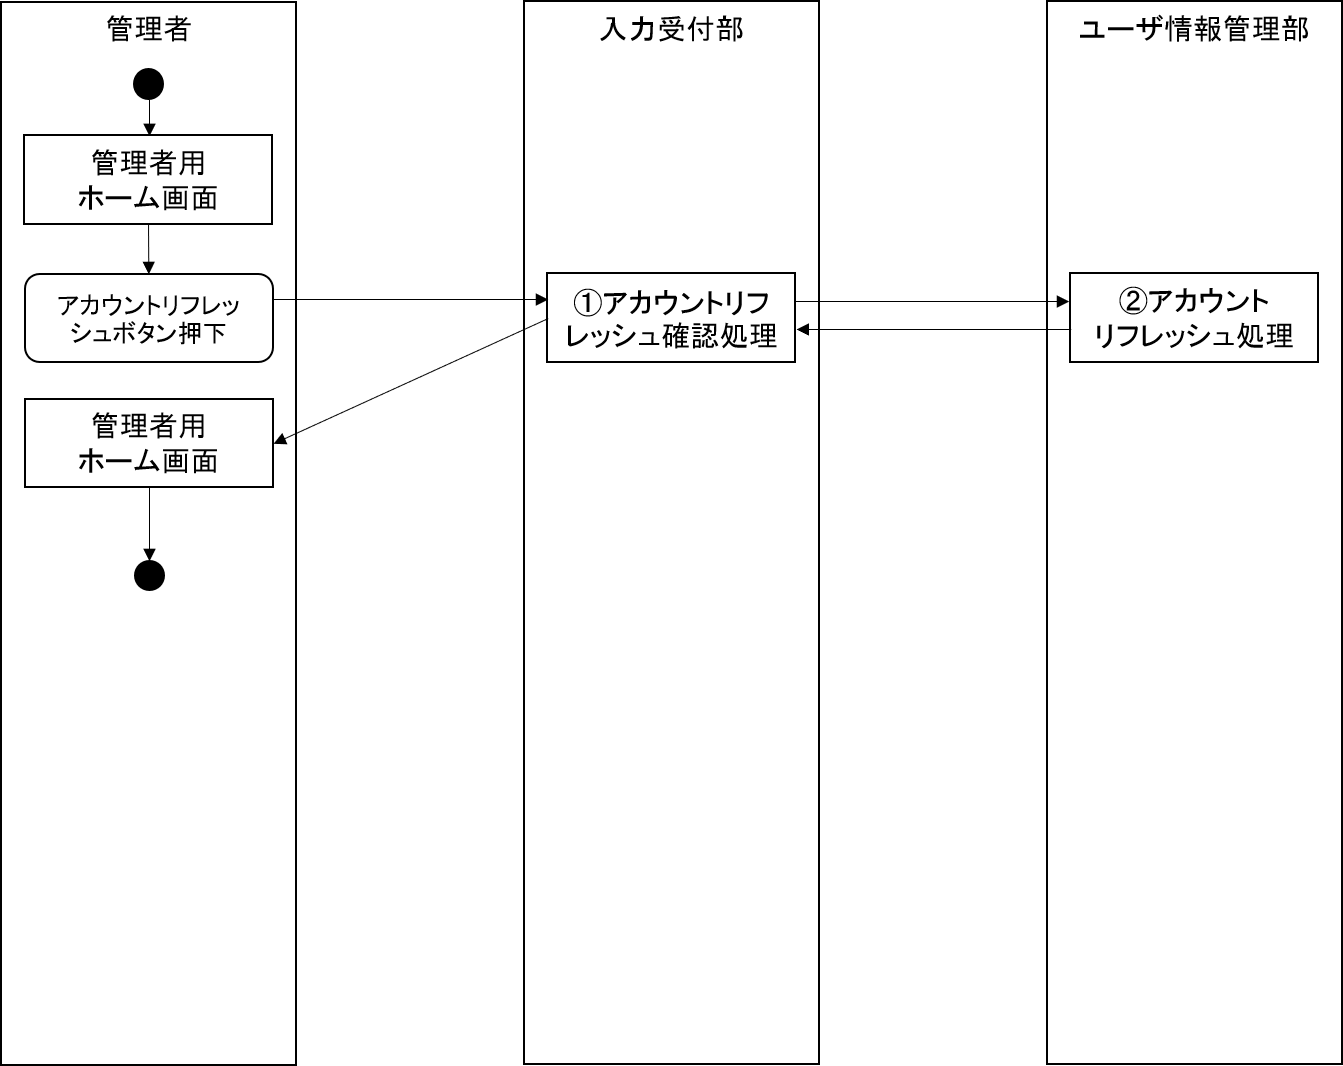 管理者
入力受付部
ユーザ情報管理部
管理者用
ホーム画面
アカウントリフレッ
シュボタン押下
①アカウントリフ
レッシュ確認処理
②アカウント
リフレッシュ処理
管理者用
ホーム画面